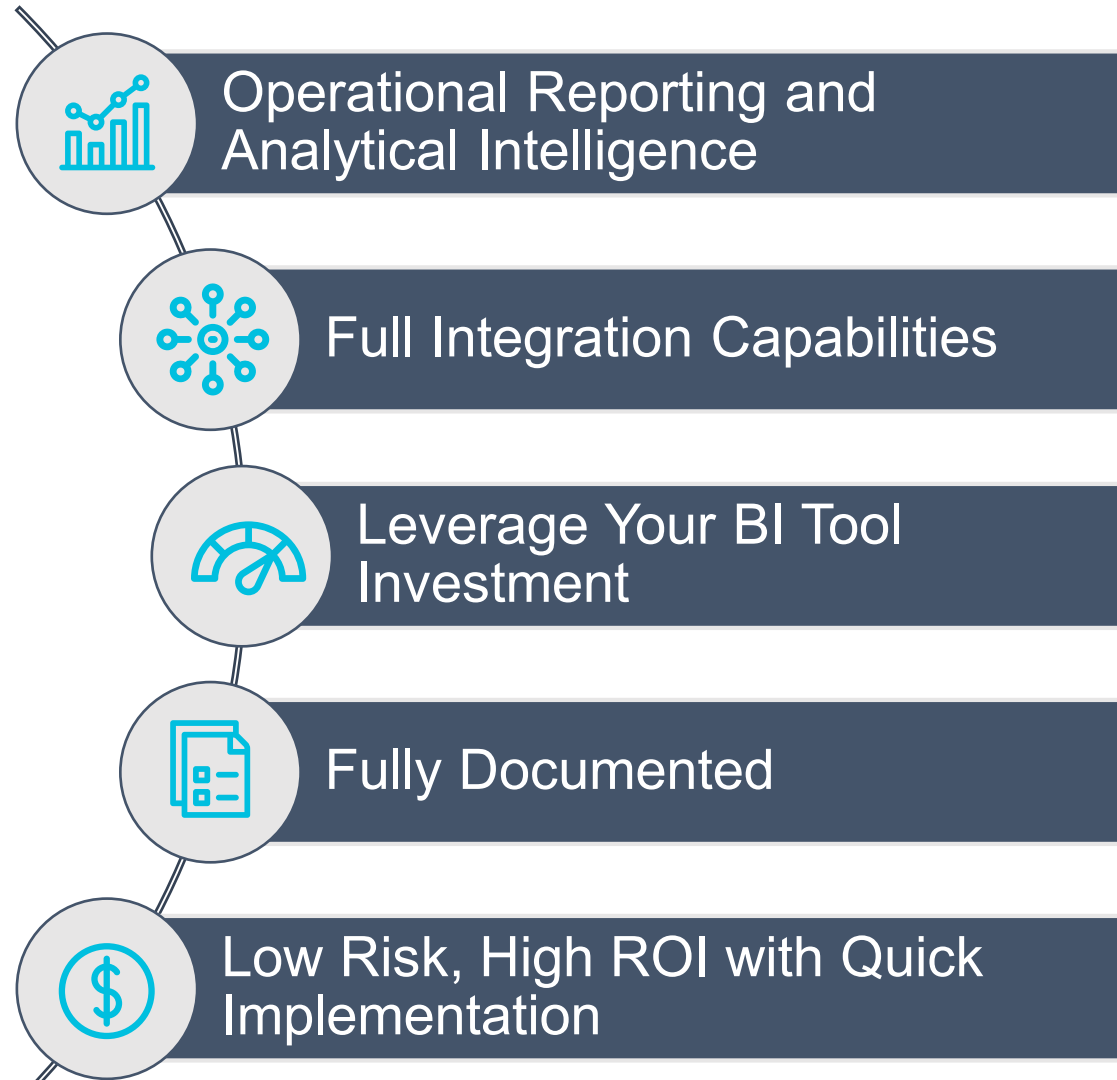 Operational Reporting and
Analytical Intelligence
Full Integration Capabilities
Leverage Your BI Tool
Investment
Fully Documented
Low Risk, High ROI with Quick
Implementation